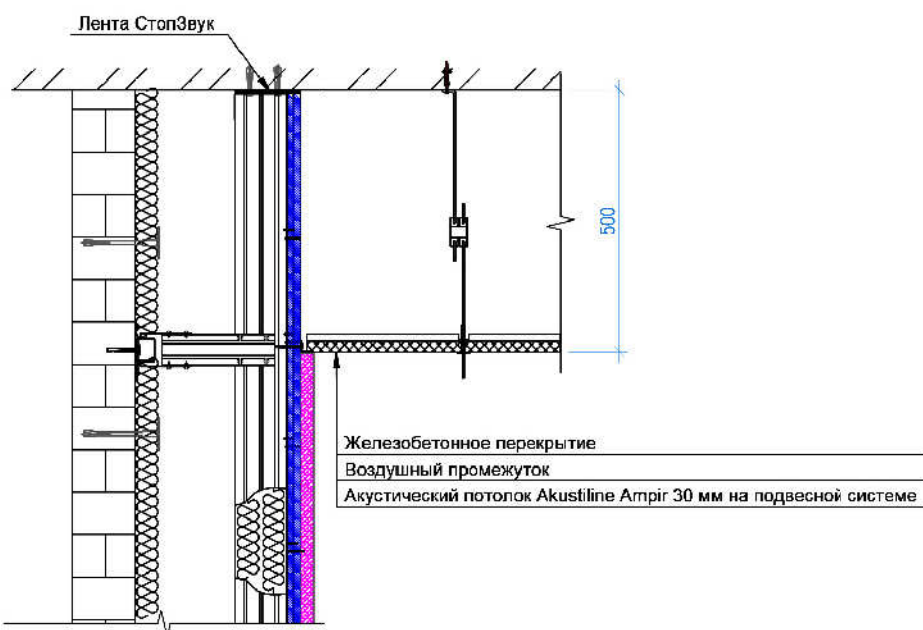 Лента СтопЗвук
500
Железобетонное перекрытие
Воздушный промежуток
Акустический потолок Akustiline Ampir 30 мм на подвесной системе